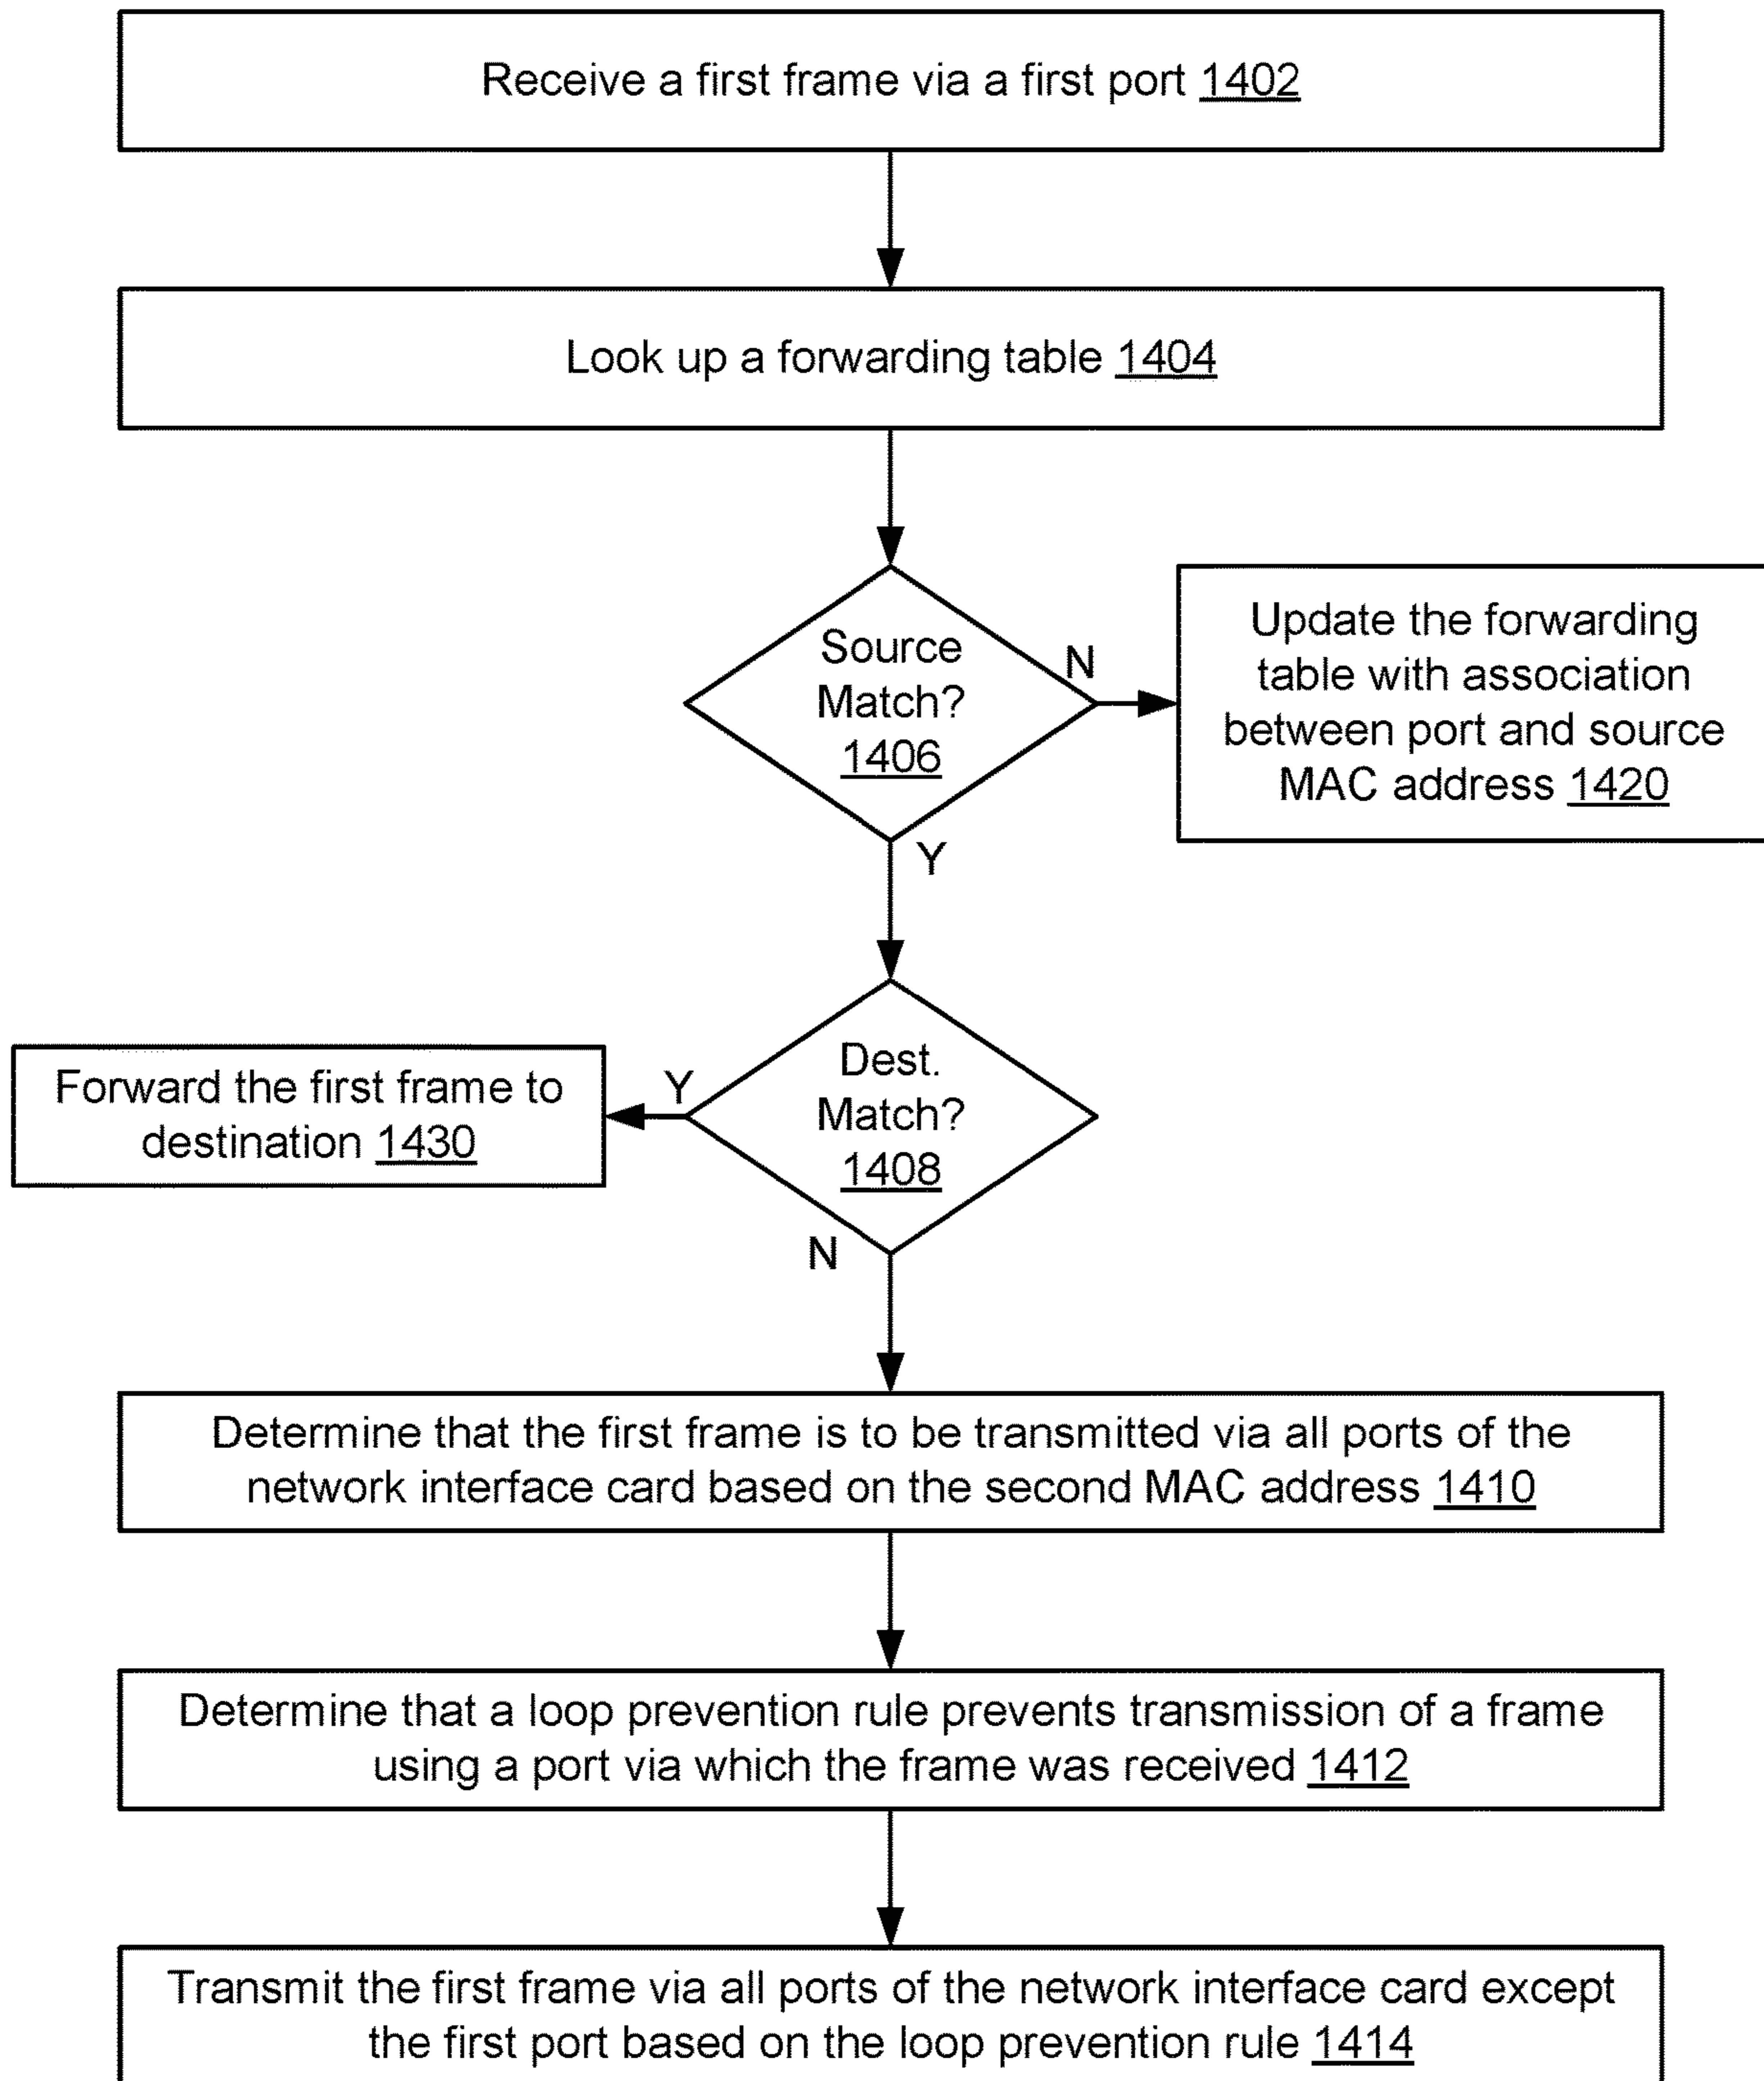 Receive a first frame via a first port 1402
Look up a forwarding table 1404
Source
Match?
1406
N
Update the forwarding
table with association
between port and source
MAC address 1420
Y
Dest.
Match?
1408
Y
Forward the first frame to
destination 1430
N
Determine that the first frame is to be transmitted via all ports of the
network interface card based on the second MAC address 1410
Determine that a loop prevention rule prevents transmission of a frame
using a port via which the frame was received 1412
Transmit the first frame via all ports of the network interface card except
the first port based on the loop prevention rule 1414